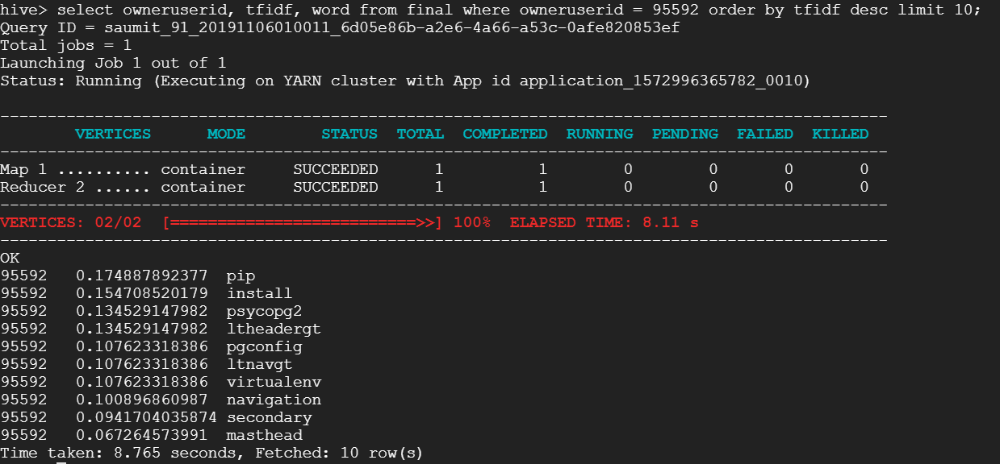 hive> select owneruserid, tfidf, word from final where owneruserid = 95592 order by tfidf desc limit 10;
Query ID = saumit_91_20191106010011_6d05e86b-a2e6-4a66-a53c-0afe820853ef
Total jobs = 1
Launching Job 1 out of 1
Status: Running (Executing on YARN cluster with App id application_1572996365782_0010)
----------------------------------------------------------------------------------------------
        VERTICES      MODE        STATUS  TOTAL  COMPLETED  RUNNING  PENDING  FAILED  KILLED
----------------------------------------------------------------------------------------------
Map 1 .......... container     SUCCEEDED      1          1        0        0       0       0
Reducer 2 ...... container     SUCCEEDED      1          1        0        0       0       0
----------------------------------------------------------------------------------------------
VERTICES: 02/02  [==========================>>] 100%  ELAPSED TIME: 8.11 s
----------------------------------------------------------------------------------------------
OK
95592   0.174887892377  pip
95592   0.154708520179  install
95592   0.134529147982  psycopg2
95592   0.134529147982  ltheadergt
95592   0.107623318386  pgconfig
95592   0.107623318386  ltnavgt
95592   0.107623318386  virtualenv
95592   0.100896860987  navigation
95592   0.0941704035874 secondary
95592   0.067264573991  masthead
Time taken: 8.765 seconds, Fetched: 10 row(s)